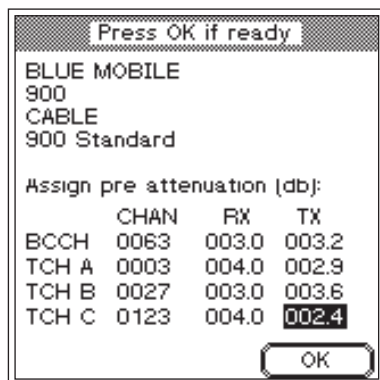 Press OK if ready
BLUE MOBILE
900
CABLE
900 Standard
Assign pre attenuation (db):
CHAN RX TX
BCCH 0063 003.0 003.2
TCH A 0003 004.0 002.9
TCH B 0027 003.0 003.6
TCH C 0123 004.0 002.4
OK